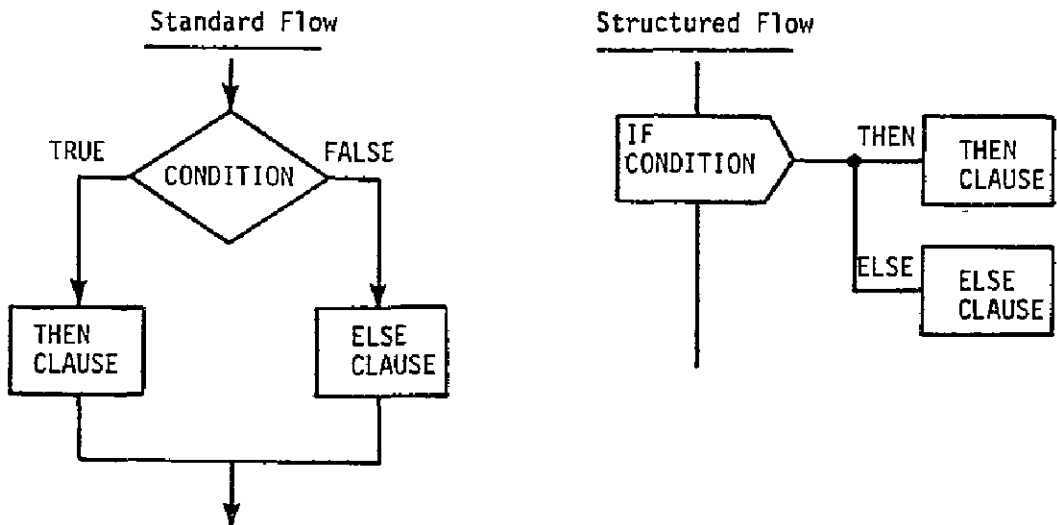 Standard Flow
TRUE
FALSE
CONDITION
THEN
CLAUSE
ELSE
CLAUSE
Structured Flow
IF
CONDITION
THEN
THEN
CLAUSE
ELSE
ELSE
CLAUSE